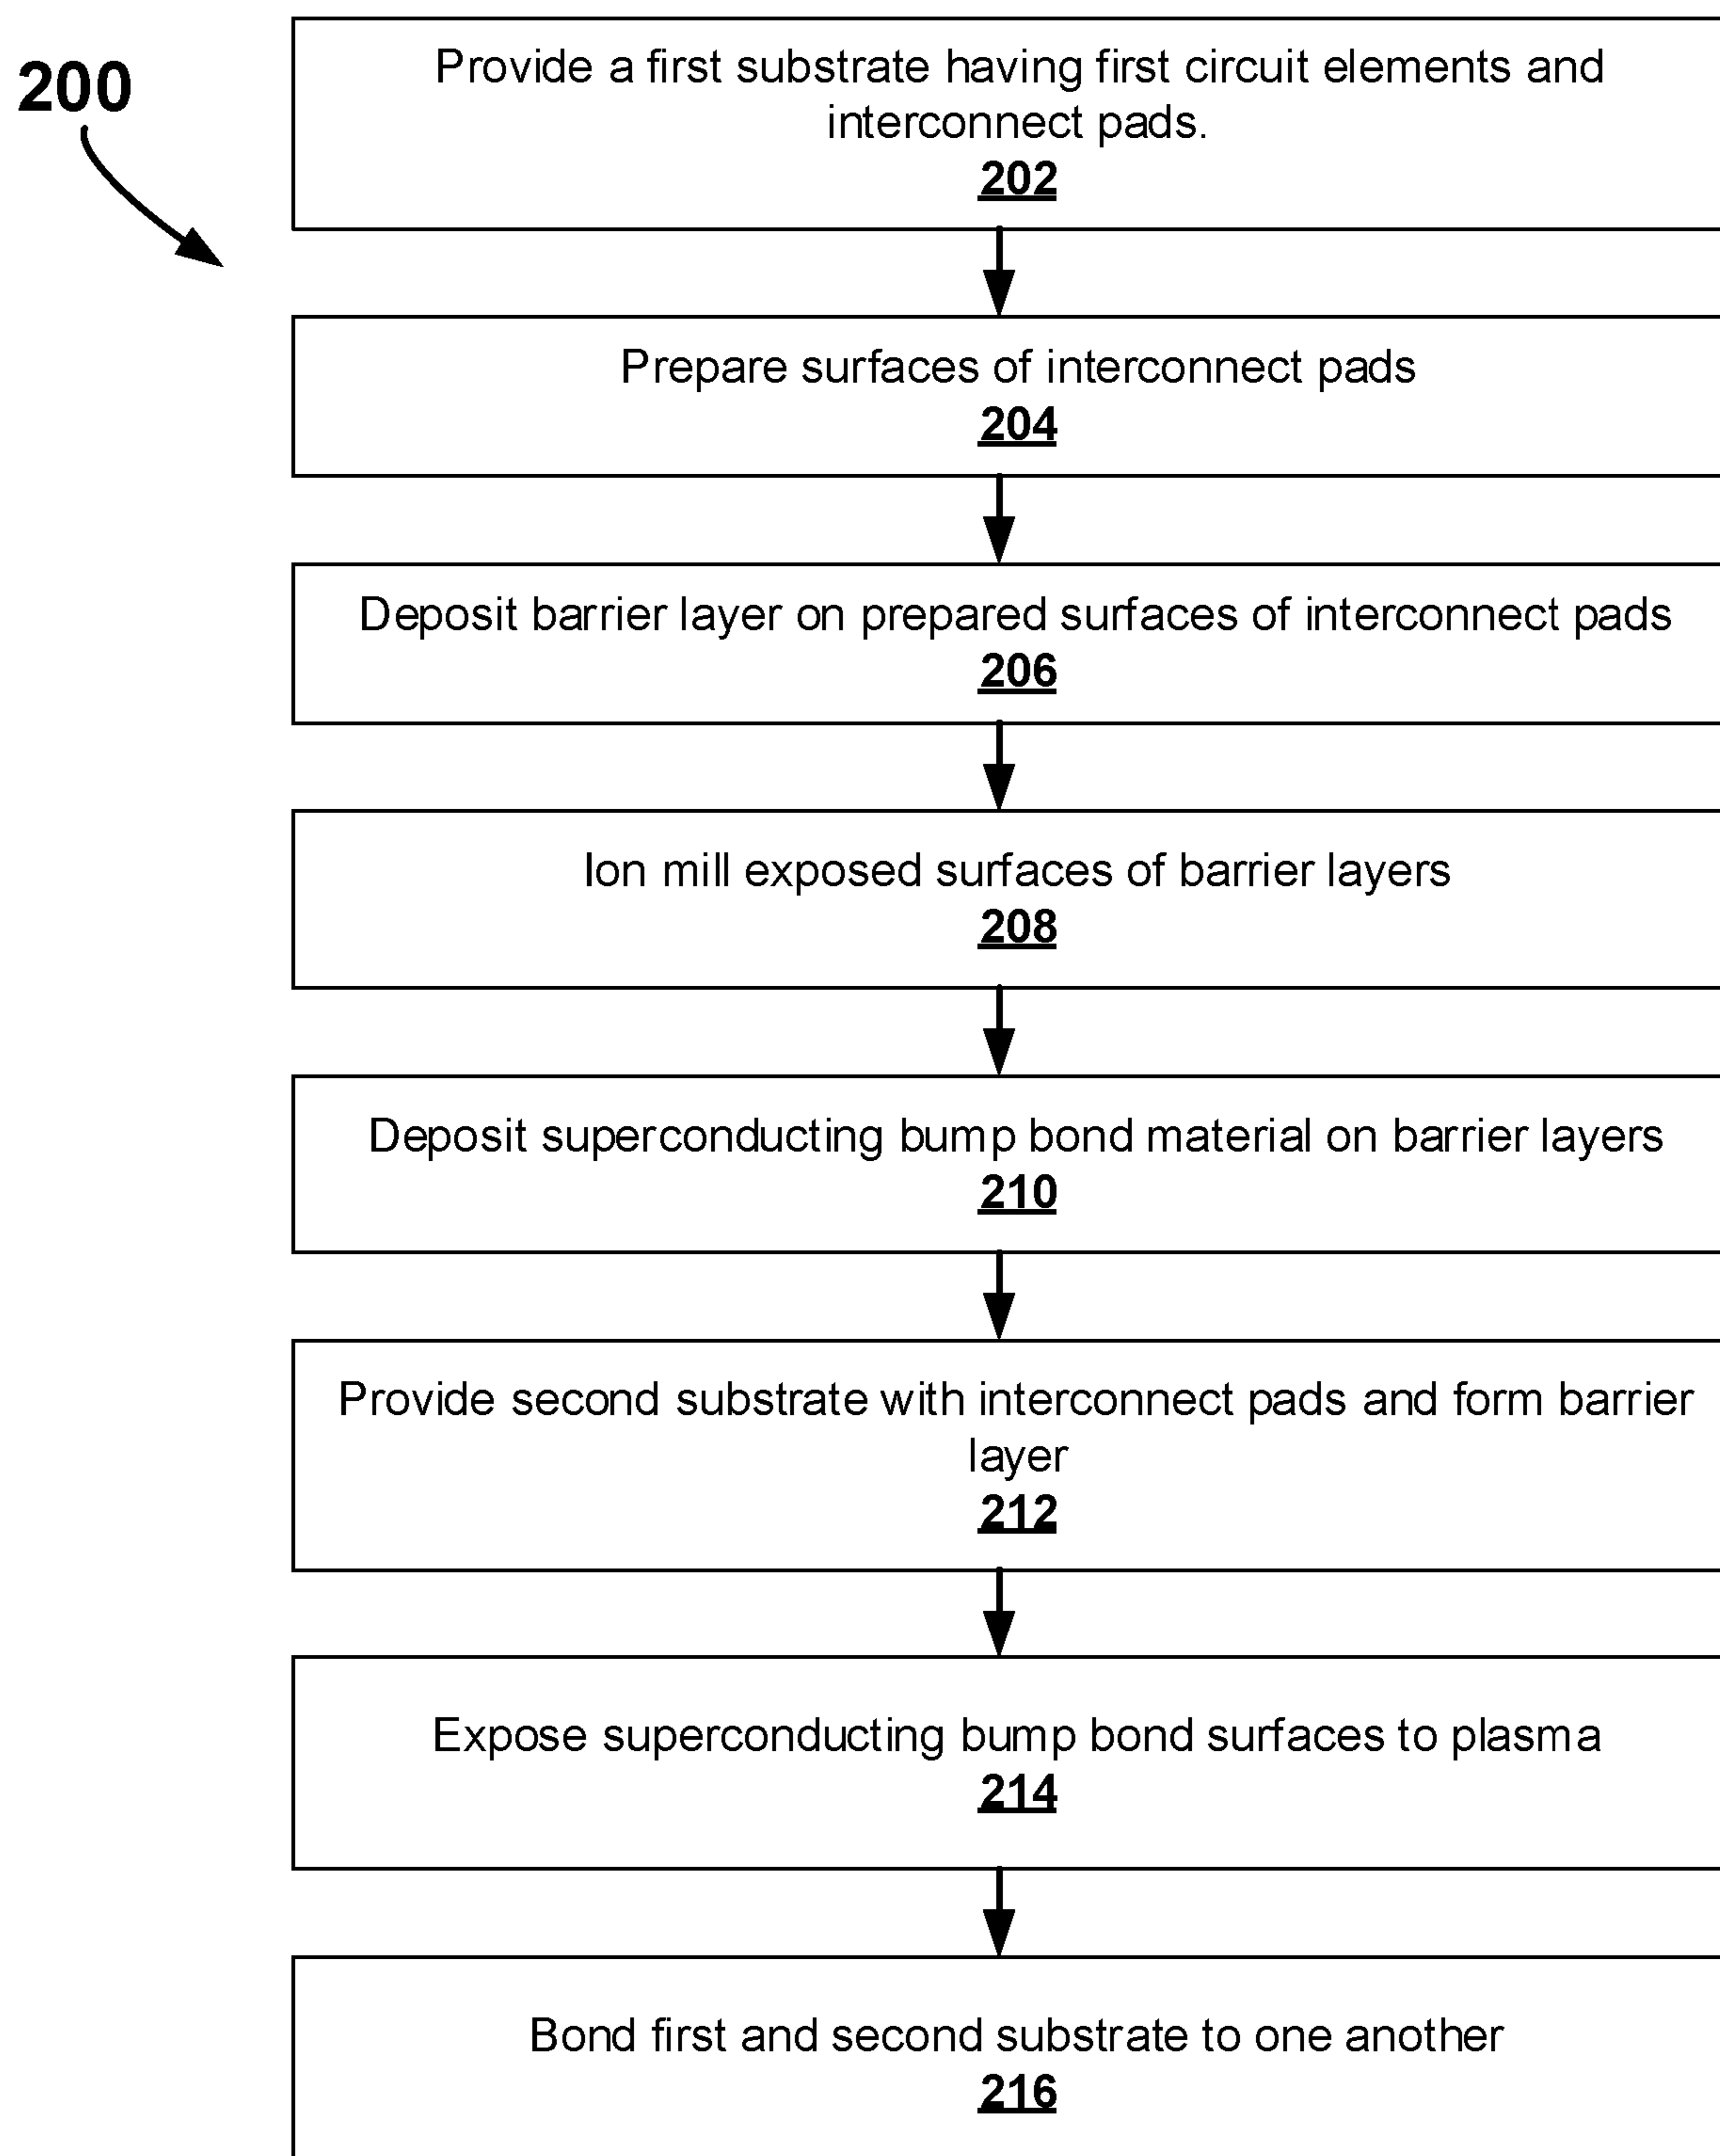 200
Provide a first substrate having first circuit elements and
interconnect pads.
202
Prepare surfaces of interconnect pads
204
Deposit barrier layer on prepared surfaces of interconnect pads
206
Ion mill exposed surfaces of barrier layers
208
Deposit superconducting bump bond material on barrier layers
210
Provide second substrate with interconnect pads and form barrier
layer
212
Expose superconducting bump bond surfaces to plasma
214
Bond first and second substrate to one another
216